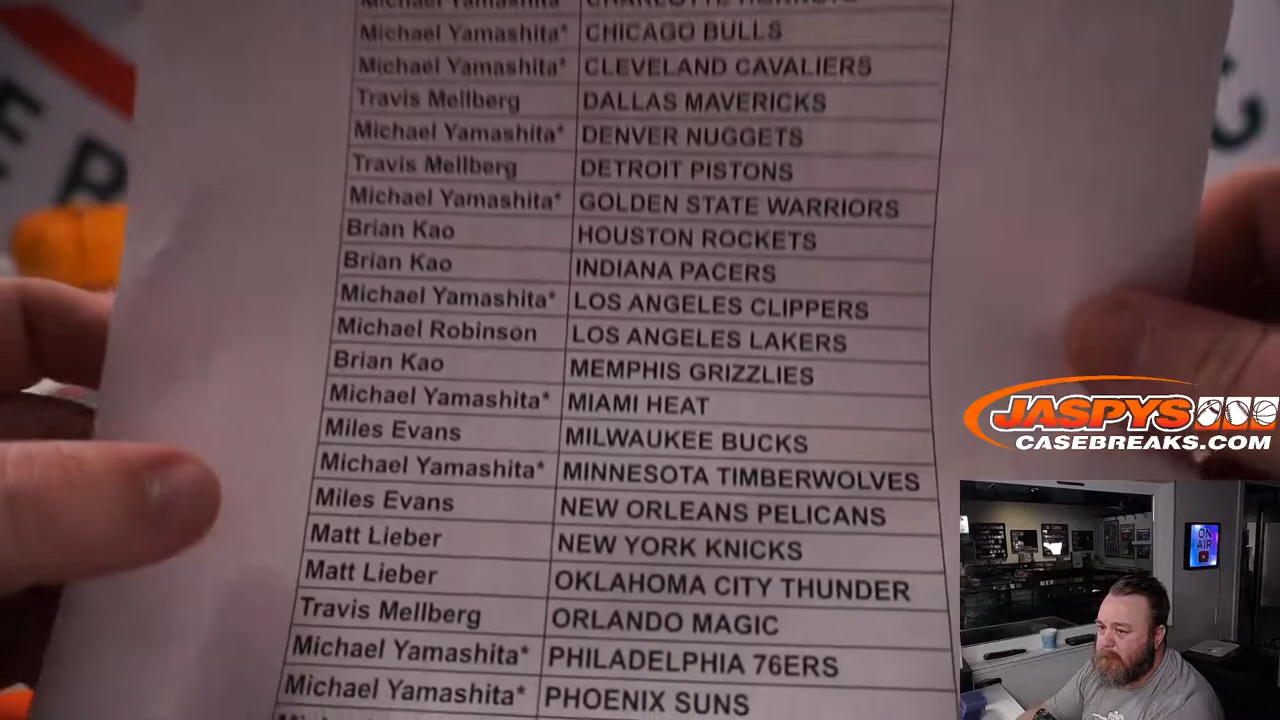 Michael Yamashita* CHARLOTTE HORNETS
Michael Yamashita* CHICAGO BULLS
Michael Yamashita* CLEVELAND CAVALIERS
Travis Mellberg DALLAS MAVERICKS
Michael Yamashita* DENVER NUGGETS
Travis Mellberg DETROIT PISTONS
Michael Yamashita* GOLDEN STATE WARRIORS
Brian Kao HOUSTON ROCKETS
Brian Kao INDIANA PACERS
Michael Yamashita* LOS ANGELES CLIPPERS
Michael Robinson LOS ANGELES LAKERS
Brian Kao MEMPHIS GRIZZLIES
Michael Yamashita* MIAMI HEAT
Miles Evans MILWAUKEE BUCKS
Michael Yamashita* MINNESOTA TIMBERWOLVES
Miles Evans NEW ORLEANS PELICANS
Matt Lieber NEW YORK KNICKS
Matt Lieber OKLAHOMA CITY THUNDER
Travis Mellberg ORLANDO MAGIC
Michael Yamashita* PHILADELPHIA 76ERS
Michael Yamashita* PHOENIX SUNS
JASPYS
CASEBREAKS.COM
ON
AIR